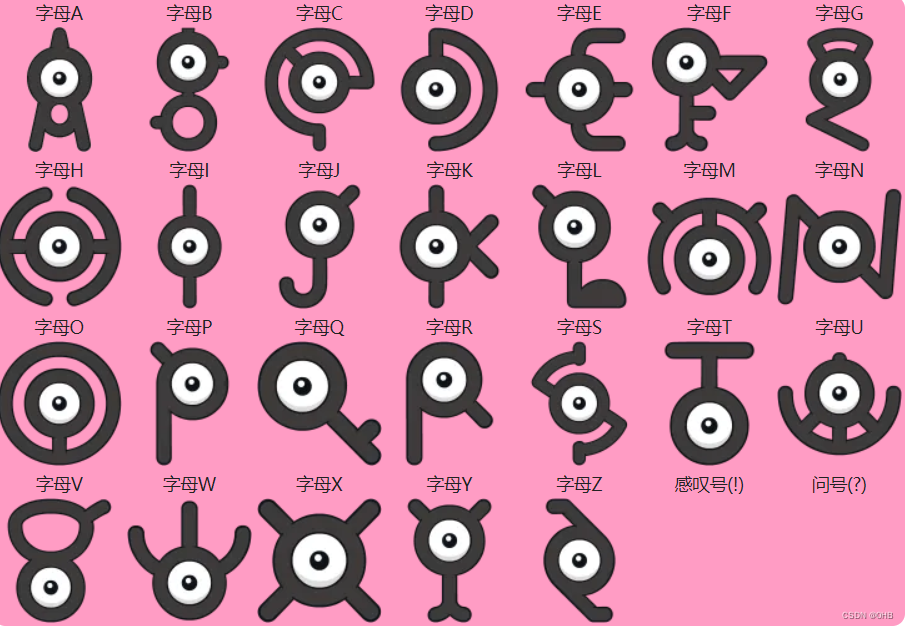 字母A 字母B 字母C 字母D 字母E 字母F 字母G
字母H 字母I 字母J 字母K 字母L 字母M 字母N
字母O 字母P 字母Q 字母R 字母S 字母T 字母U
字母V 字母W 字母X 字母Y 字母Z 感叹号(!) 问号(?)
CSDN @OHB